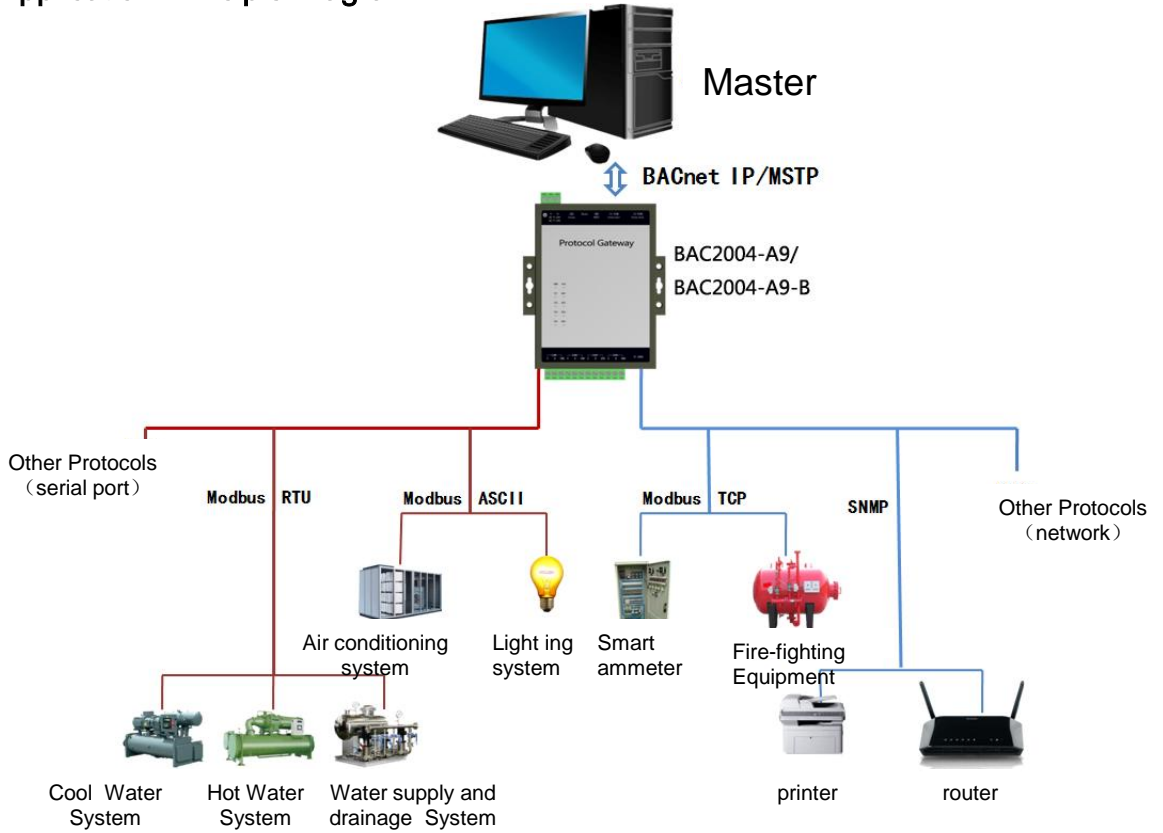 Master
BACnet IP/MSTP
Protocol Gateway
BAC2004-A9/
BAC2004-A9-B
Other Protocols
（serial port）
Modbus RTU
Modbus ASCII
Modbus TCP
SNMP
Other Protocols
（network）
Air conditioning
system
Light ing
system
Smart
ammeter
Fire-fighting
Equipment
Cool Water
System
Hot Water
System
Water supply and
drainage System
printer
router